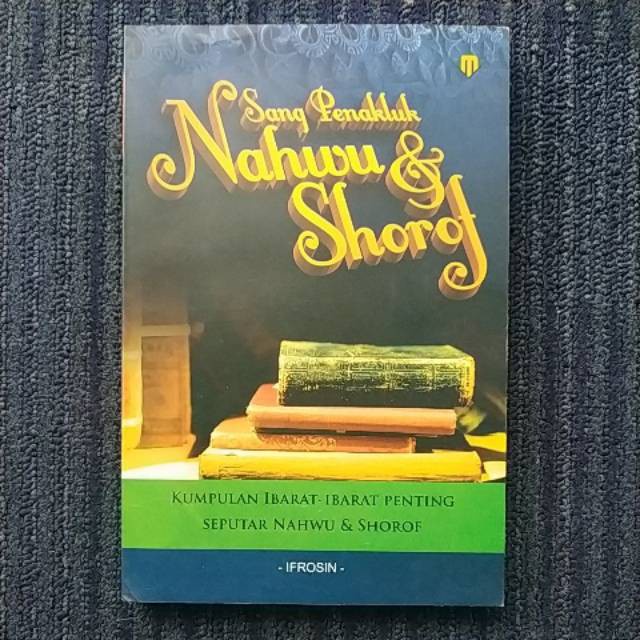 Sang Penakluk
Nahwu &
Shorof
KUMPULAN IBARAT-IBARAT PENTING
SEPUTAR NAHWU & SHOROF
- IFROSIN -